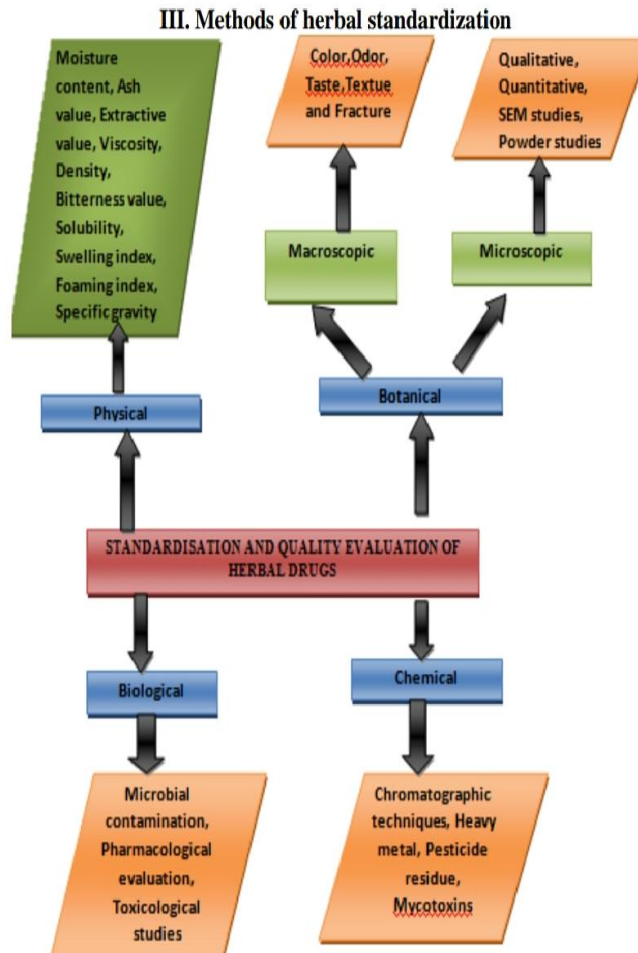 III. Methods of herbal standardization
Moisture
content, Ash
value, Extractive
value, Viscosity,
Density,
Bitterness value,
Solubility,
Swelling index,
Foaming index,
Specific gravity
Color,Odor,
Taste,Textue
and Fracture
Qualitative,
Quantitative,
SEM studies,
Powder studies
Macroscopic
Microscopic
Physical
Botanical
STANDARDISATION AND QUALITY EVALUATION OF
HERBAL DRUGS
Biological
Chemical
Microbial
contamination,
Pharmacological
evaluation,
Toxicological
studies
Chromatographic
techniques, Heavy
metal, Pesticide
residue,
Mycotoxins